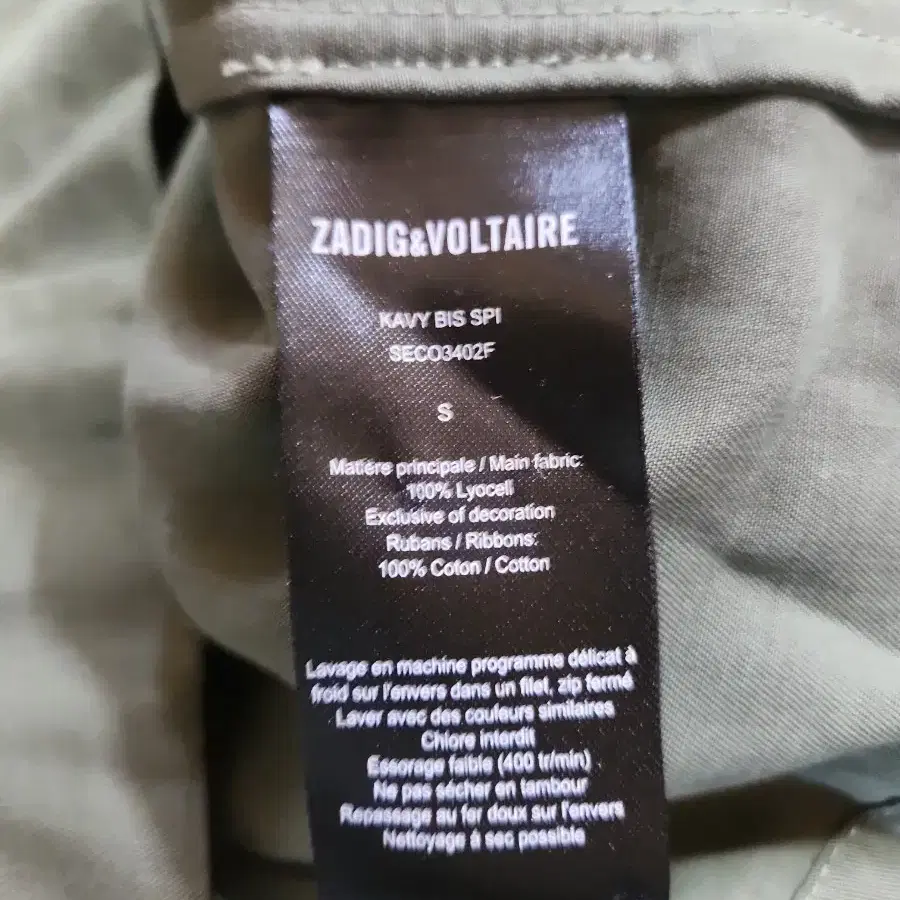 ZADIG&VOLTAIRE
KAVY BIS SPI
SECO3402F
S
Matière principale / Main fabric:
100% Lyocell
Exclusive of decoration
Rubans / Ribbons:
100% Coton / Cotton
Lavage en machine programme délicat à
froid sur l'envers dans un filet, zip fermé
Laver avec des couleurs similaires
Chlore interdit
Essorage faible (400 tr/min)
Ne pas sécher en tambour
Repassage au fer doux sur l'envers
Nettoyage à sec possible